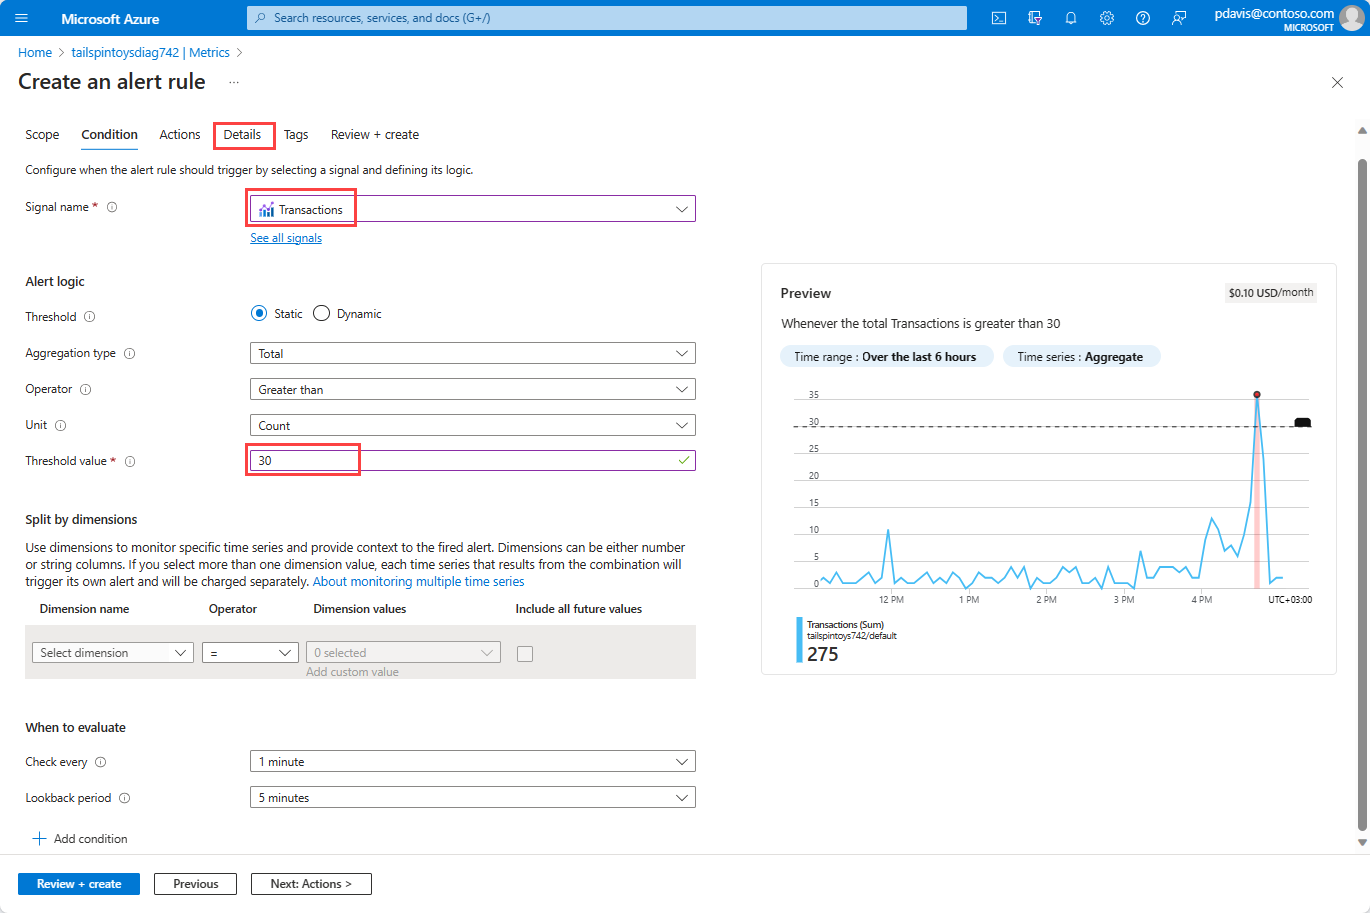 Microsoft Azure
Search resources, services, and docs (G+/)
pdavis@contoso.com
MICROSOFT
Home > tailspintoysdiag742 | Metrics >
Create an alert rule ...
Scope Condition Actions Details Tags Review + create
Configure when the alert rule should trigger by selecting a signal and defining its logic.
Signal name * Transactions
See all signals
Alert logic
Threshold Static Dynamic
Aggregation type Total
Operator Greater than
Unit Count
Threshold value * 30
Split by dimensions
Use dimensions to monitor specific time series and provide context to the fired alert. Dimensions can be either number
or string columns. If you select more than one dimension value, each time series that results from the combination will
trigger its own alert and will be charged separately. About monitoring multiple time series
Dimension name Operator Dimension values Include all future values
Select dimension = 0 selected
Add custom value
When to evaluate
Check every 1 minute
Lookback period 5 minutes
+ Add condition
Preview $0.10 USD/month
Whenever the total Transactions is greater than 30
Time range : Over the last 6 hours Time series : Aggregate
35
30
25
20
15
10
5
0
12 PM 1 PM 2 PM 3 PM 4 PM UTC+03:00
Transactions (Sum)
tailspintoys742/default
275
Review + create Previous Next: Actions >